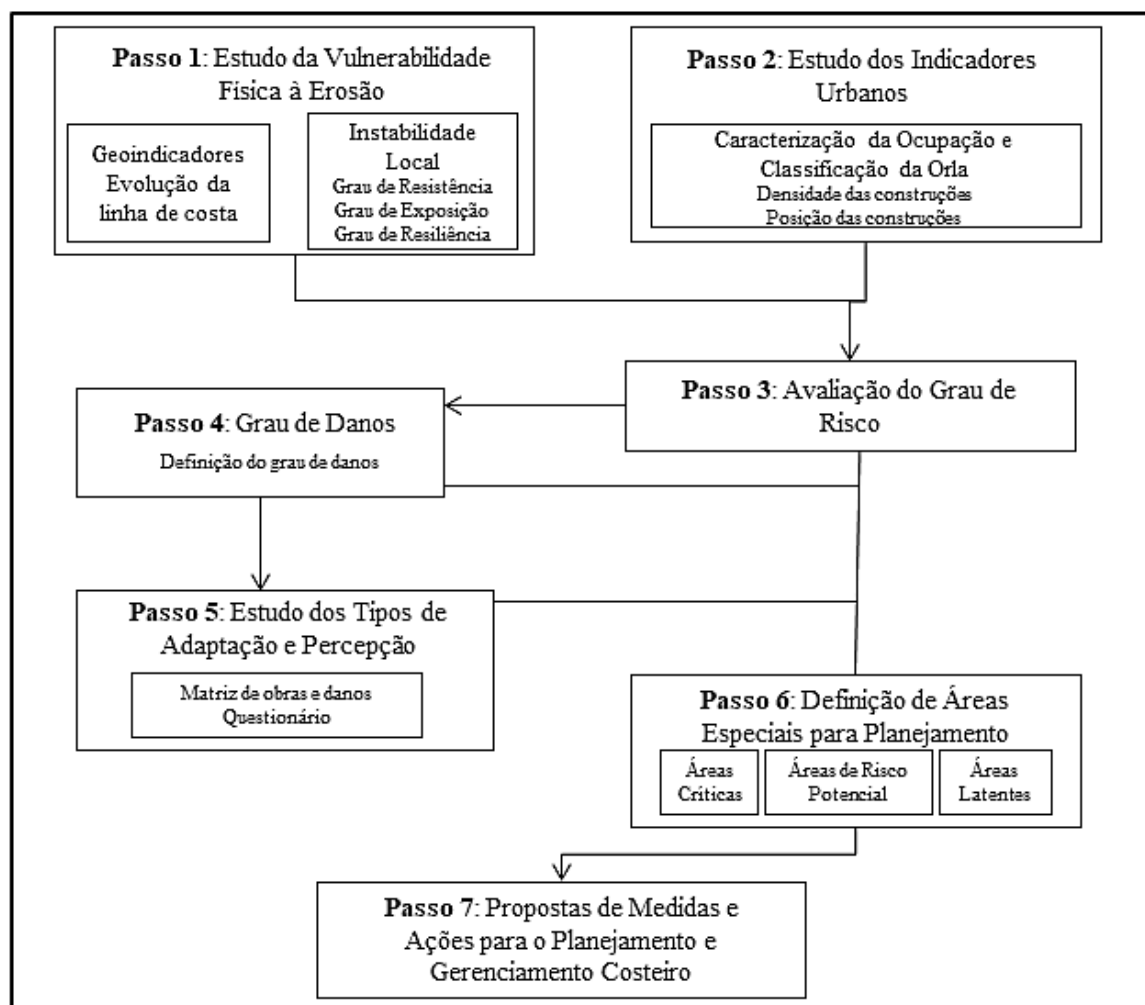 Passo 1: Estudo da Vulnerabilidade
Física à Erosão
Geoindicadores
Evolução da
linha de costa
Instabilidade
Local
Grau de Resistência
Grau de Exposição
Grau de Resiliência
Passo 2: Estudo dos Indicadores
Urbanos
Caracterização da Ocupação e
Classificação da Orla
Densidade das construções
Posição das construções
Passo 3: Avaliação do Grau de
Risco
Passo 4: Grau de Danos
Definição do grau de danos
Passo 5: Estudo dos Tipos de
Adaptação e Percepção
Matriz de obras e danos
Questionário
Passo 6: Definição de Áreas
Especiais para Planejamento
Áreas
Críticas
Áreas de Risco
Potencial
Áreas
Latentes
Passo 7: Propostas de Medidas e
Ações para o Planejamento e
Gerenciamento Costeiro